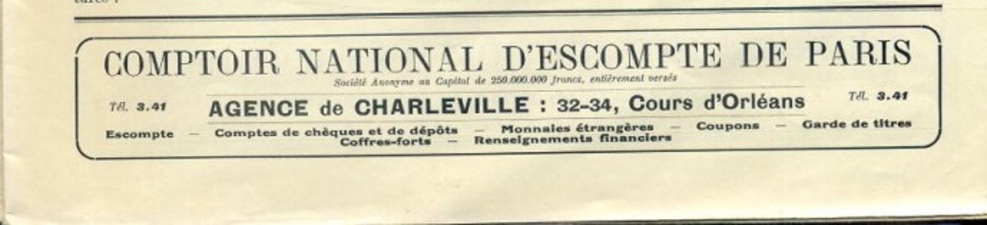 COMPTOIR NATIONAL D'ESCOMPTE DE PARIS
Société Anonyme au Capital de 250.000.000 francs, entièrement versés
Tél. 3.41 AGENCE de CHARLEVILLE : 32-34, Cours d'Orléans Tél. 3.41
Escompte — Comptes de chèques et de dépôts — Monnaies étrangères — Coupons — Garde de titres
Coffres-forts — Renseignements financiers